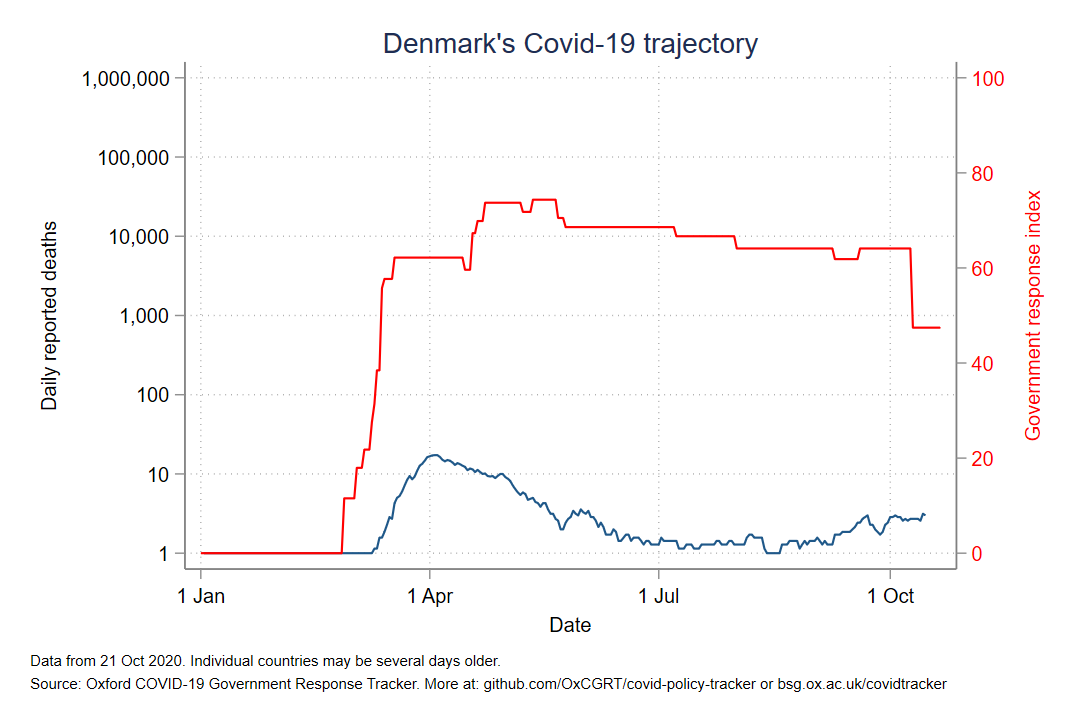 Denmark's Covid-19 trajectory
1,000,000
100,000
10,000
1,000
100
10
1
Daily reported deaths
100
80
60
40
20
0
Government response index
1 Jan
1 Apr
1 Jul
1 Oct
Date
Data from 21 Oct 2020. Individual countries may be several days older.
Source: Oxford COVID-19 Government Response Tracker. More at: github.com/OxCGRT/covid-policy-tracker or bsg.ox.ac.uk/covidtracker